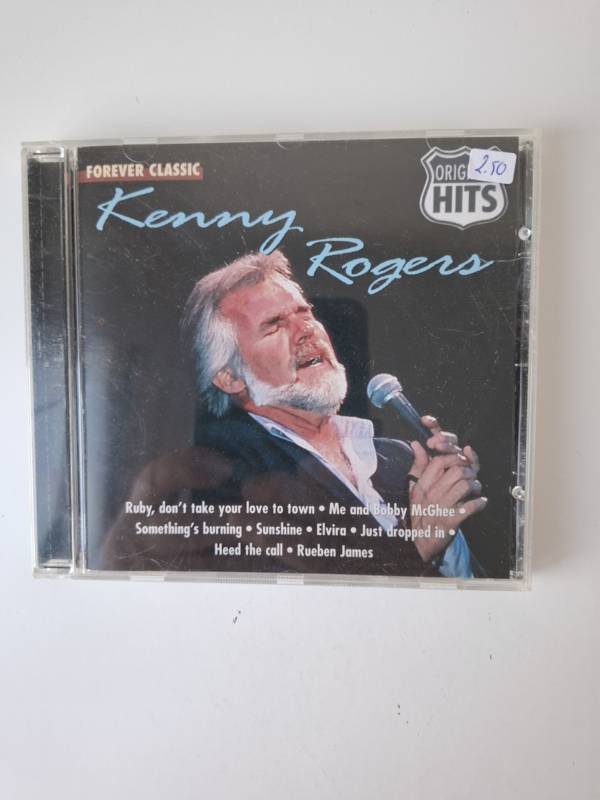 FOREVER CLASSIC
Kenny
Rogers
2.50
HITS
Ruby, don't take your love to town • Me and Bobby McGhee •
Something's burning • Sunshine • Elvira • Just dropped in •
Heed the call • Rueben James